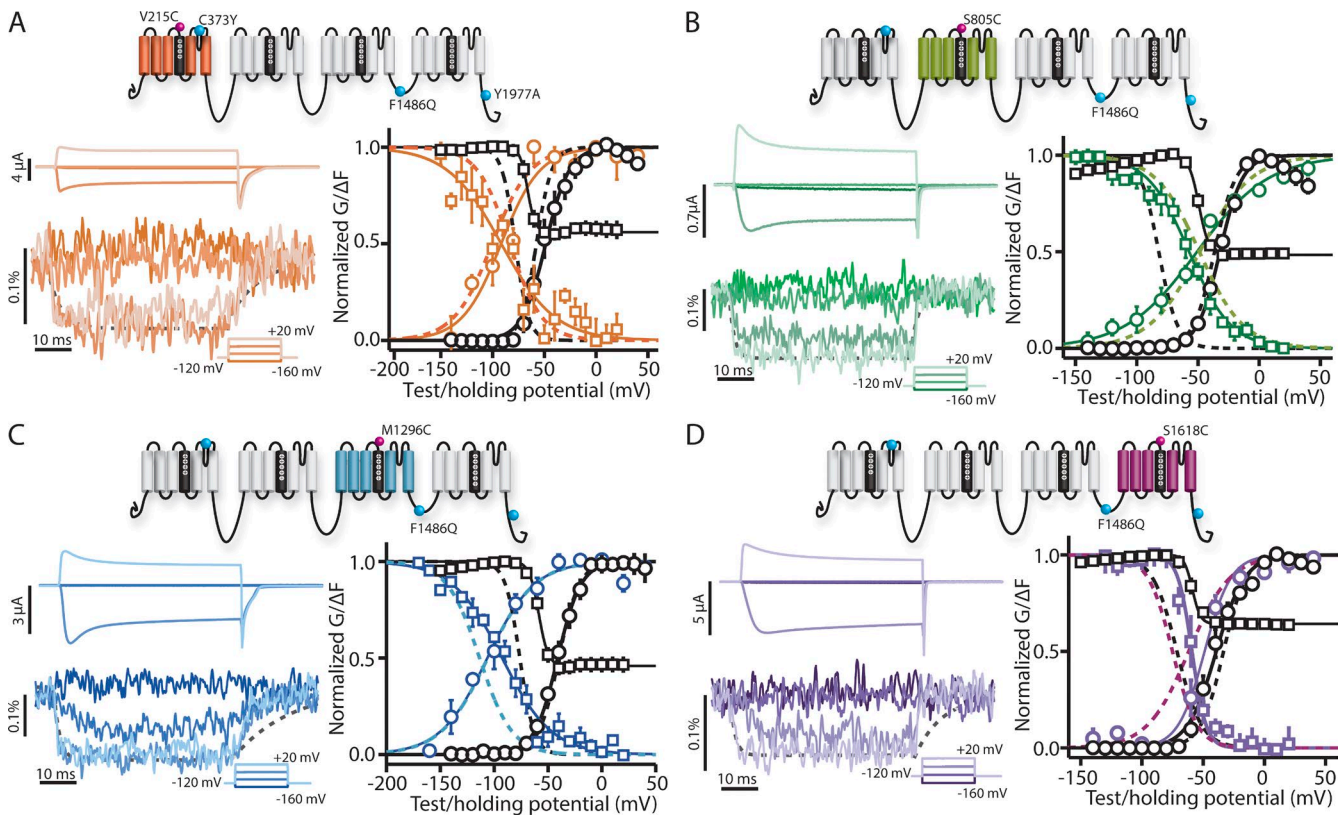 A
V215C
C373Y
F1486Q
Y1977A
4 µA
0.1%
10 ms
+20 mV
-120 mV
-160 mV
Normalized G/ΔF
1.0
0.5
0.0
-200 -150 -100 -50 0 50
Test/holding potential (mV)
B
S805C
F1486Q
0.7µA
0.1%
10 ms
+20 mV
-120 mV
-160 mV
Normalized G/ΔF
1.0
0.5
0.0
-150 -100 -50 0 50
Test/holding potential (mV)
C
M1296C
F1486Q
3 µA
0.1%
10 ms
+20 mV
-120 mV
-160 mV
Normalized G/ΔF
1.0
0.5
0.0
-200 -150 -100 -50 0 50
Test/holding potential (mV)
D
S1618C
F1486Q
5 µA
0.1%
10 ms
+20 mV
-120 mV
-160 mV
Normalized G/ΔF
1.0
0.5
0.0
-150 -100 -50 0 50
Test/holding potential (mV)